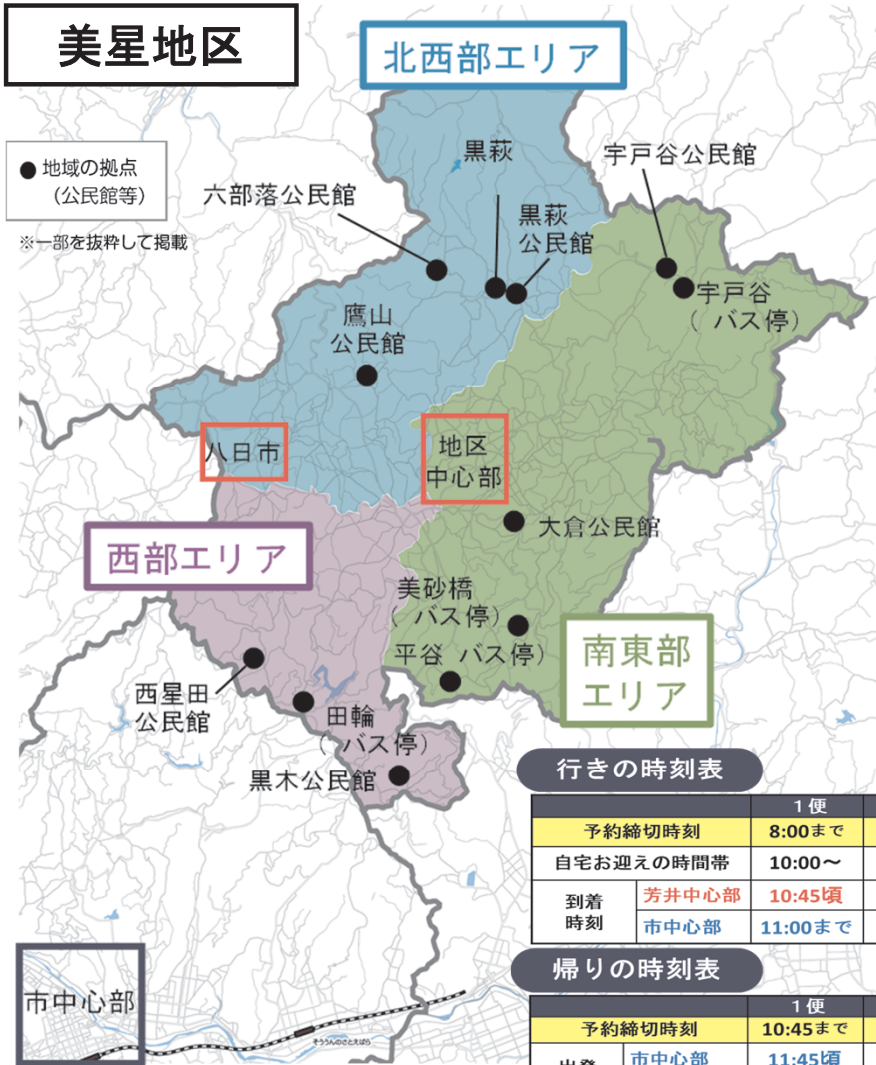 美星地区
北西部エリア
● 地域の拠点
（公民館等）
※一部を抜粋して掲載
黒萩
宇戸谷公民館
六部落公民館
黒萩
公民館
宇戸谷
（ バス停）
鷹山
公民館
八日市
地区
中心部
大倉公民館
西部エリア
美砂橋
（ バス停）
平谷 バス停）
南東部
エリア
西星田
公民館
田輪
（ バス停）
黒木公民館
行きの時刻表
1便
予約締切時刻 8:00まで
自宅お迎えの時間帯 10:00〜
到着
時刻
芳井中心部 10:45頃
市中心部 11:00まで
帰りの時刻表
1便
予約締切時刻 10:45まで
出発
市中心部 11:45頃
市中心部
そううんのさとえばら